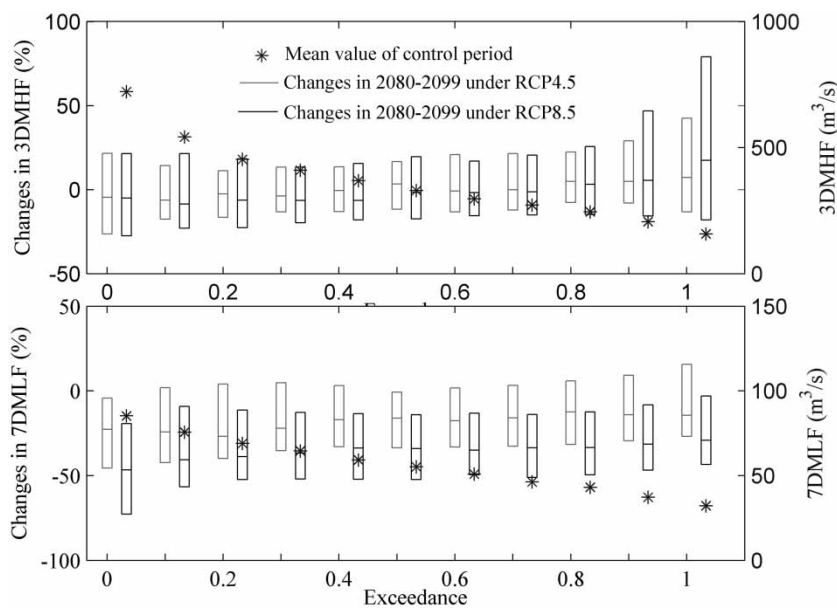 100
1000
Changes in 3DMHF (%)
50
500
0
-50
0
3DMHF (m³/s)
Mean value of control period
Changes in 2080-2099 under RCP4.5
Changes in 2080-2099 under RCP8.5
0 0.2 0.4 0.6 0.8 1
50
150
Changes in 7DMLF (%)
0
100
-50
50
-100
0
7DMLF (m³/s)
0 0.2 0.4 0.6 0.8 1
Exceedance